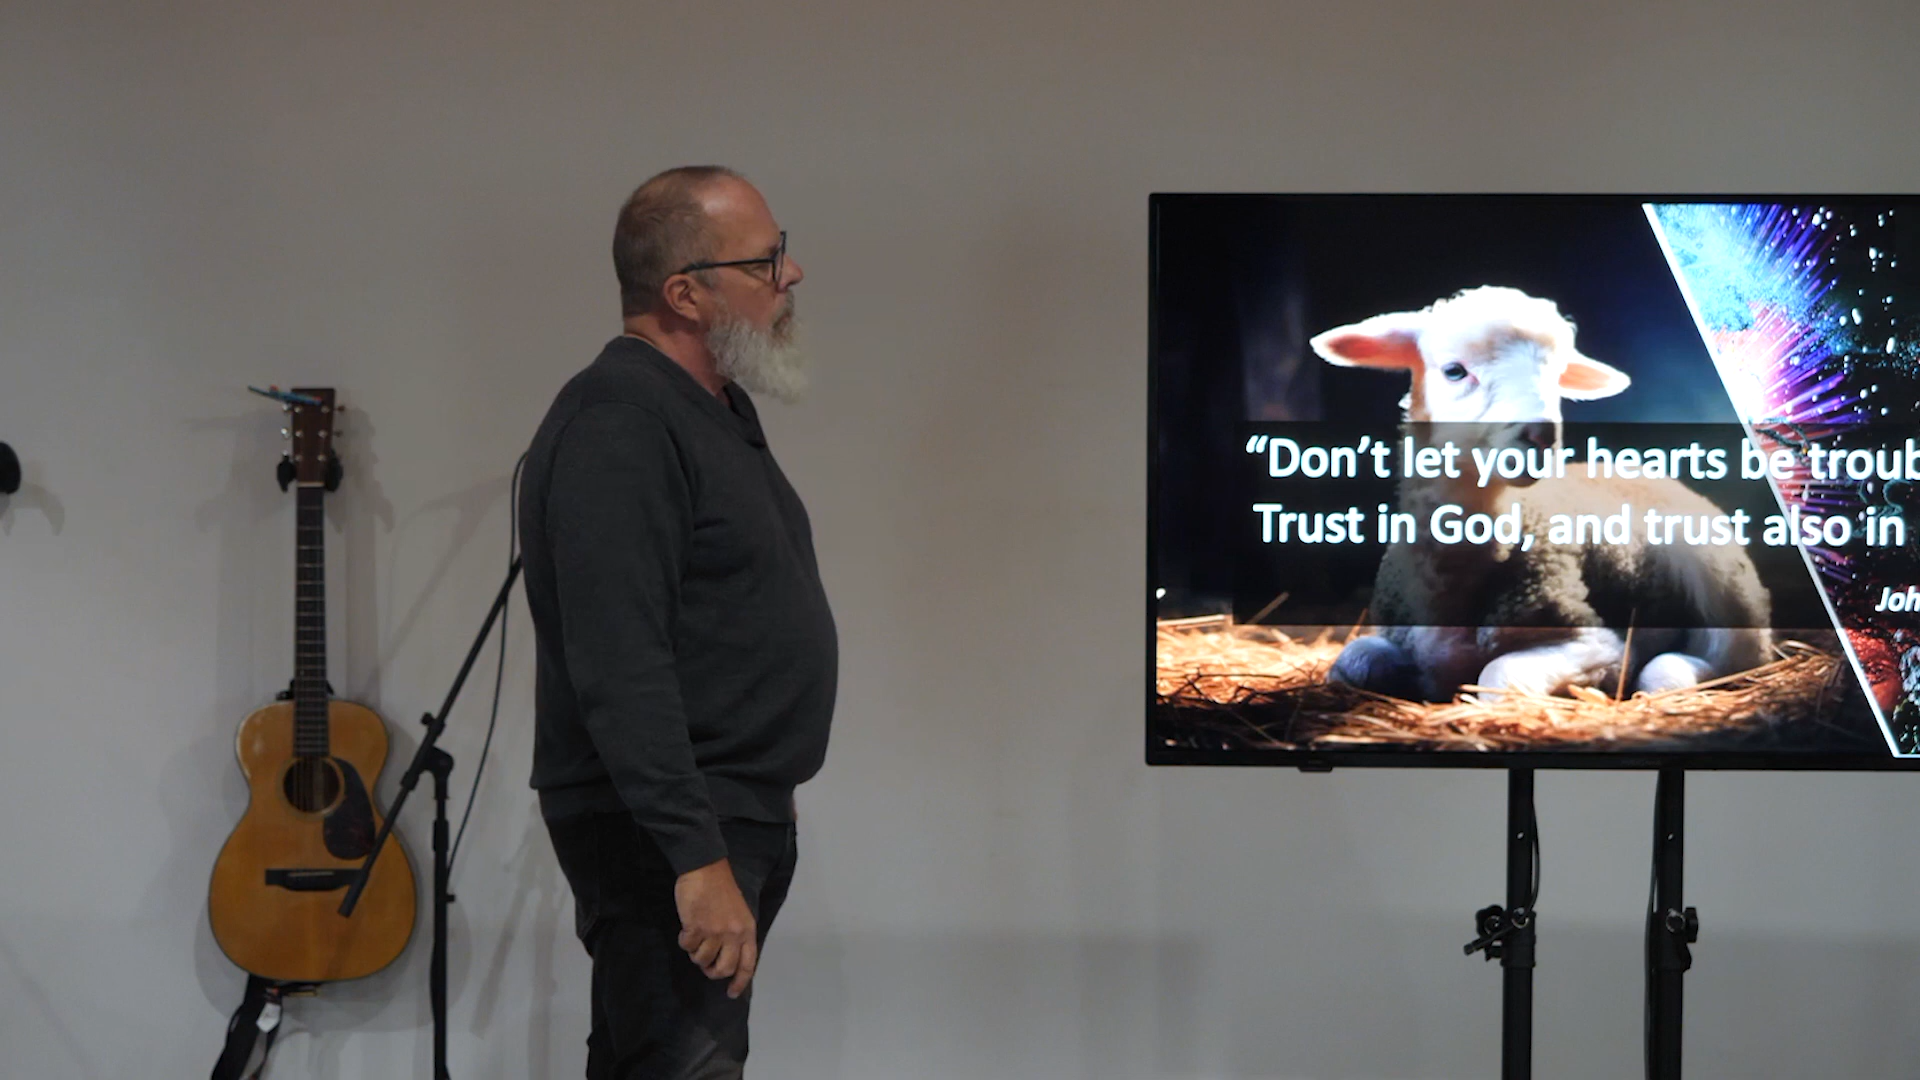 “Don’t let your hearts be
Trust in God, and trust also in